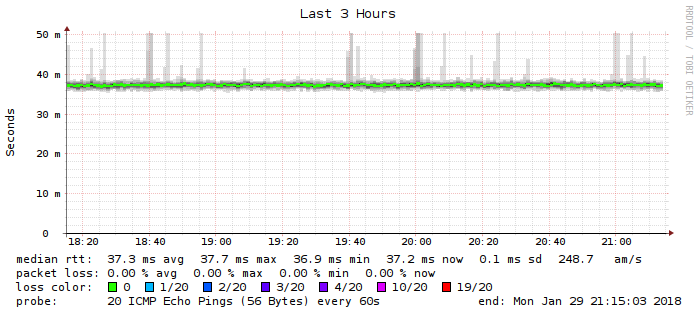 Last 3 Hours
RRDTOOL / TOBI OETIKER
Seconds
50 m
40 m
30 m
20 m
10 m
0
18:20 18:40 19:00 19:20 19:40 20:00 20:20 20:40 21:00
median rtt: 37.3 ms avg 37.7 ms max 36.9 ms min 37.2 ms now 0.1 ms sd 248.7 am/s
packet loss: 0.00 % avg 0.00 % max 0.00 % min 0.00 % now
loss color: 0 1/20 2/20 3/20 4/20 10/20 19/20
probe: 20 ICMP Echo Pings (56 Bytes) every 60s end: Mon Jan 29 21:15:03 2018